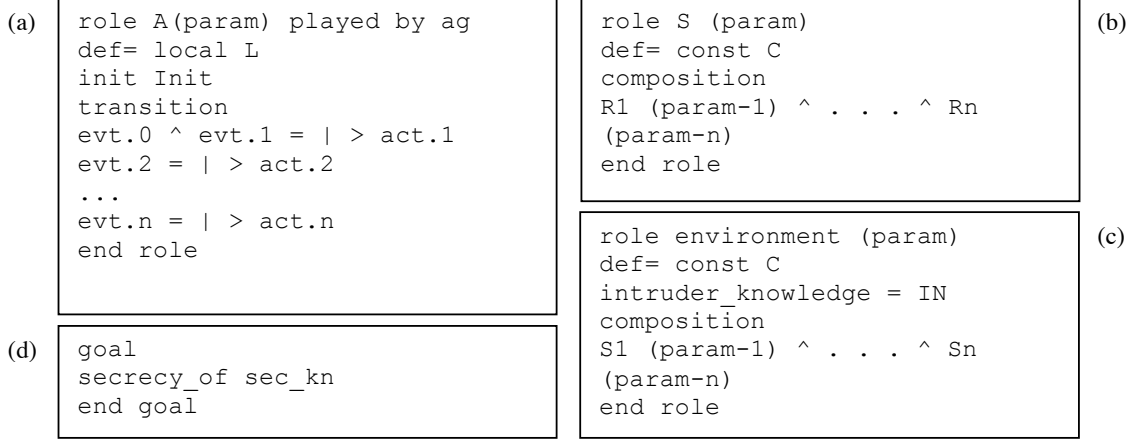 (a)
role A(param) played by ag
def= local L
init Init
transition
evt.0 ^ evt.1 = | > act.1
evt.2 = | > act.2
...
evt.n = | > act.n
end role
(b)
role S (param)
def= const C
composition
R1 (param-1) ^ . . . ^ Rn
(param-n)
end role
(c)
role environment (param)
def= const C
intruder_knowledge = IN
composition
S1 (param-1) ^ . . . ^ Sn
(param-n)
end role
(d)
goal
secrecy_of sec_kn
end goal